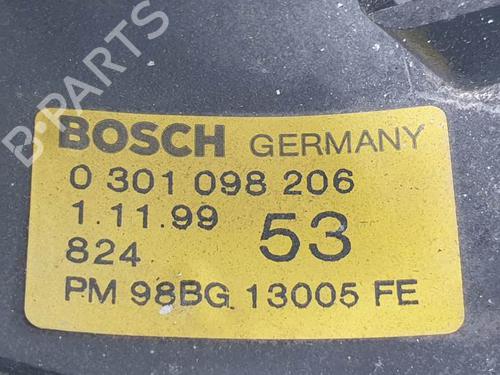 B-PARTS
BOSCH GERMANY
0 301 098 206
1.11.99 53
824
PM 98BG 13005 FE